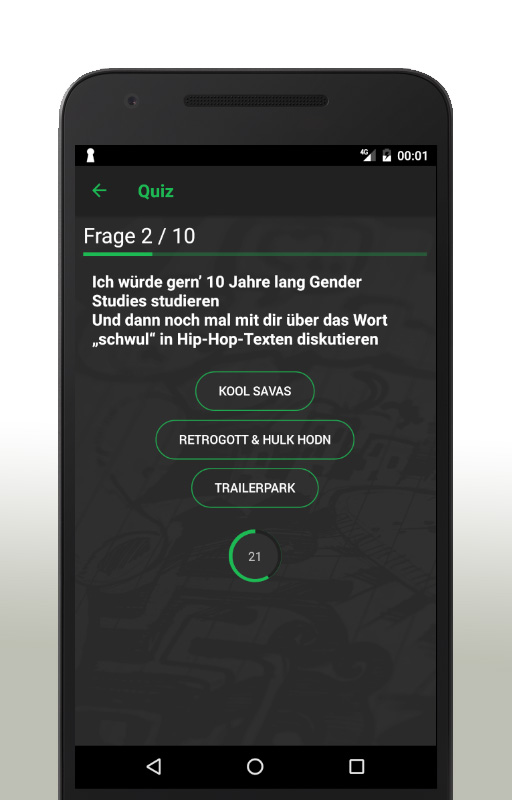 4G 00:01
Quiz
Frage 2 / 10
Ich würde gern’ 10 Jahre lang Gender
Studies studieren
Und dann noch mal mit dir über das Wort
„schwul“ in Hip-Hop-Texten diskutieren
KOOL SAVAS
RETROGOTT & HULK HODN
TRAILERPARK
21